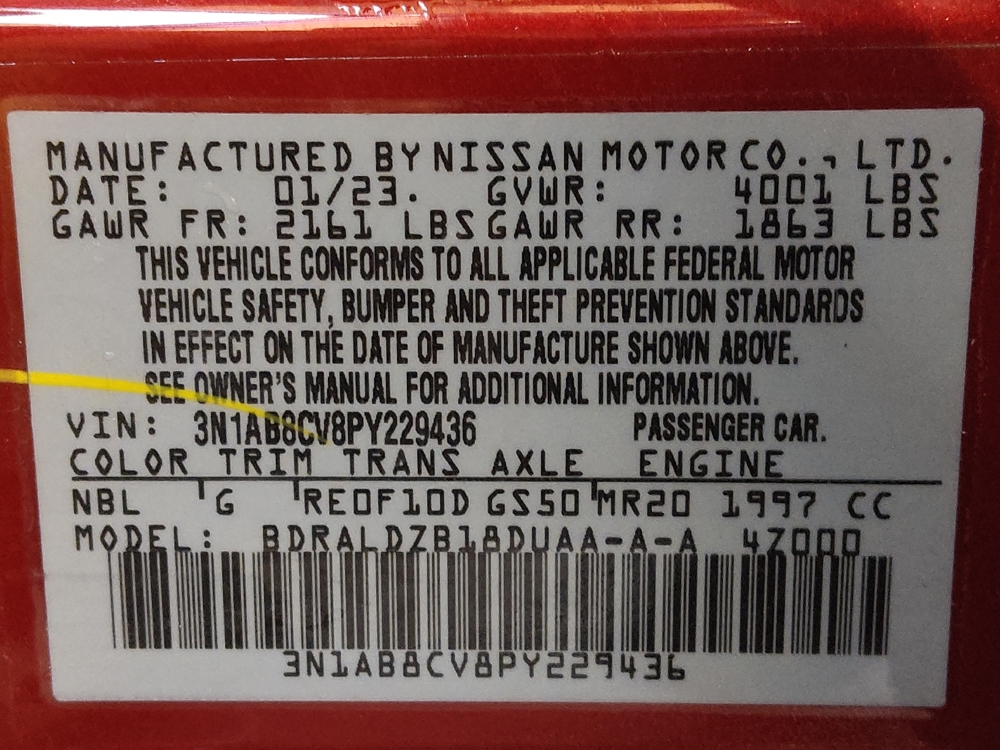 MANUFACTURED BY NISSAN MOTOR CO., LTD.
DATE: 01/23. GVWR: 4001 LBS
GAWR FR: 2161 LBS GAWR RR: 1863 LBS
THIS VEHICLE CONFORMS TO ALL APPLICABLE FEDERAL MOTOR
VEHICLE SAFETY, BUMPER AND THEFT PREVENTION STANDARDS
IN EFFECT ON THE DATE OF MANUFACTURE SHOWN ABOVE.
SEE OWNER'S MANUAL FOR ADDITIONAL INFORMATION.
VIN: 3N1AB8CV8PY229436 PASSENGER CAR.
COLOR TRIM TRANS AXLE ENGINE
NBL G RE0F10D GS50 MR20 1997 CC
MODEL: BDRALDZB18DUAA-A-A 4Z000
3N1AB8CV8PY229436